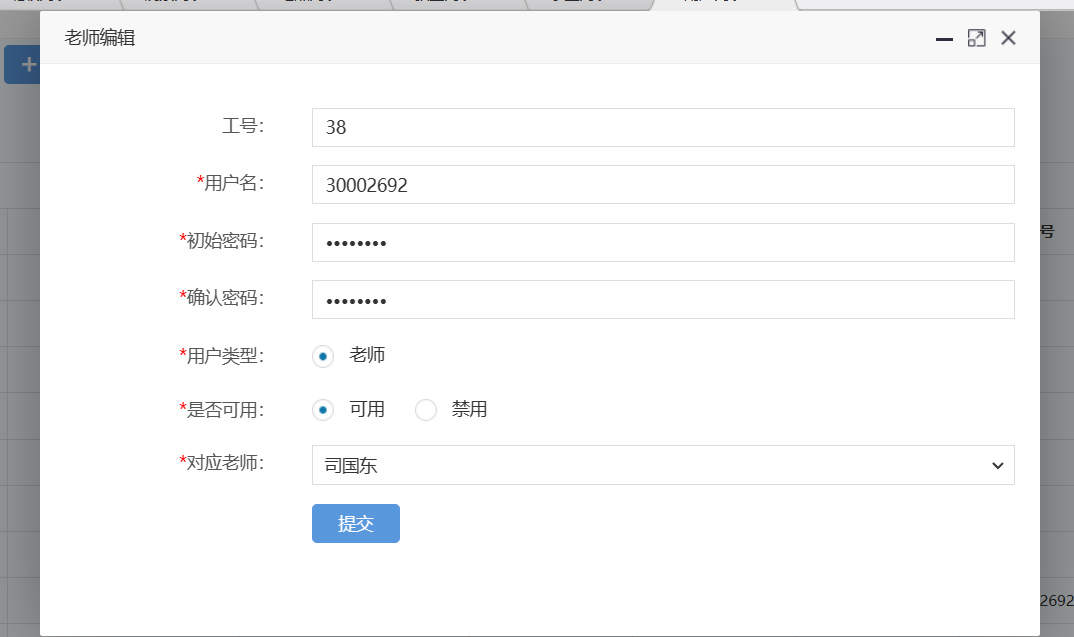 老师编辑
工号：
38
*用户名：
30002692
*初始密码：
••••••••
*确认密码：
••••••••
*用户类型：
老师
*是否可用：
可用 禁用
*对应老师：
司国东
提交
号
2692